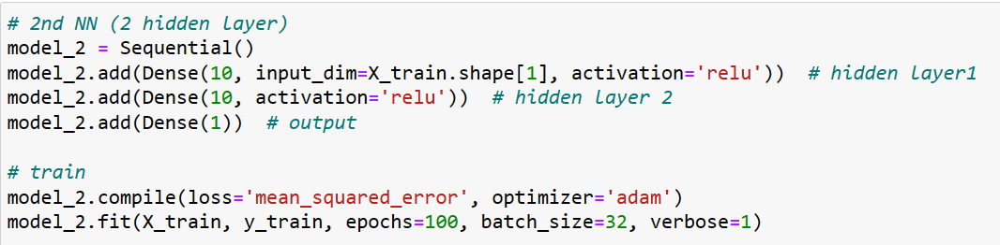 # 2nd NN (2 hidden layer)
model_2 = Sequential()
model_2.add(Dense(10, input_dim=X_train.shape[1], activation='relu'))  # hidden layer1
model_2.add(Dense(10, activation='relu'))  # hidden layer 2
model_2.add(Dense(1))  # output
# train
model_2.compile(loss='mean_squared_error', optimizer='adam')
model_2.fit(X_train, y_train, epochs=100, batch_size=32, verbose=1)